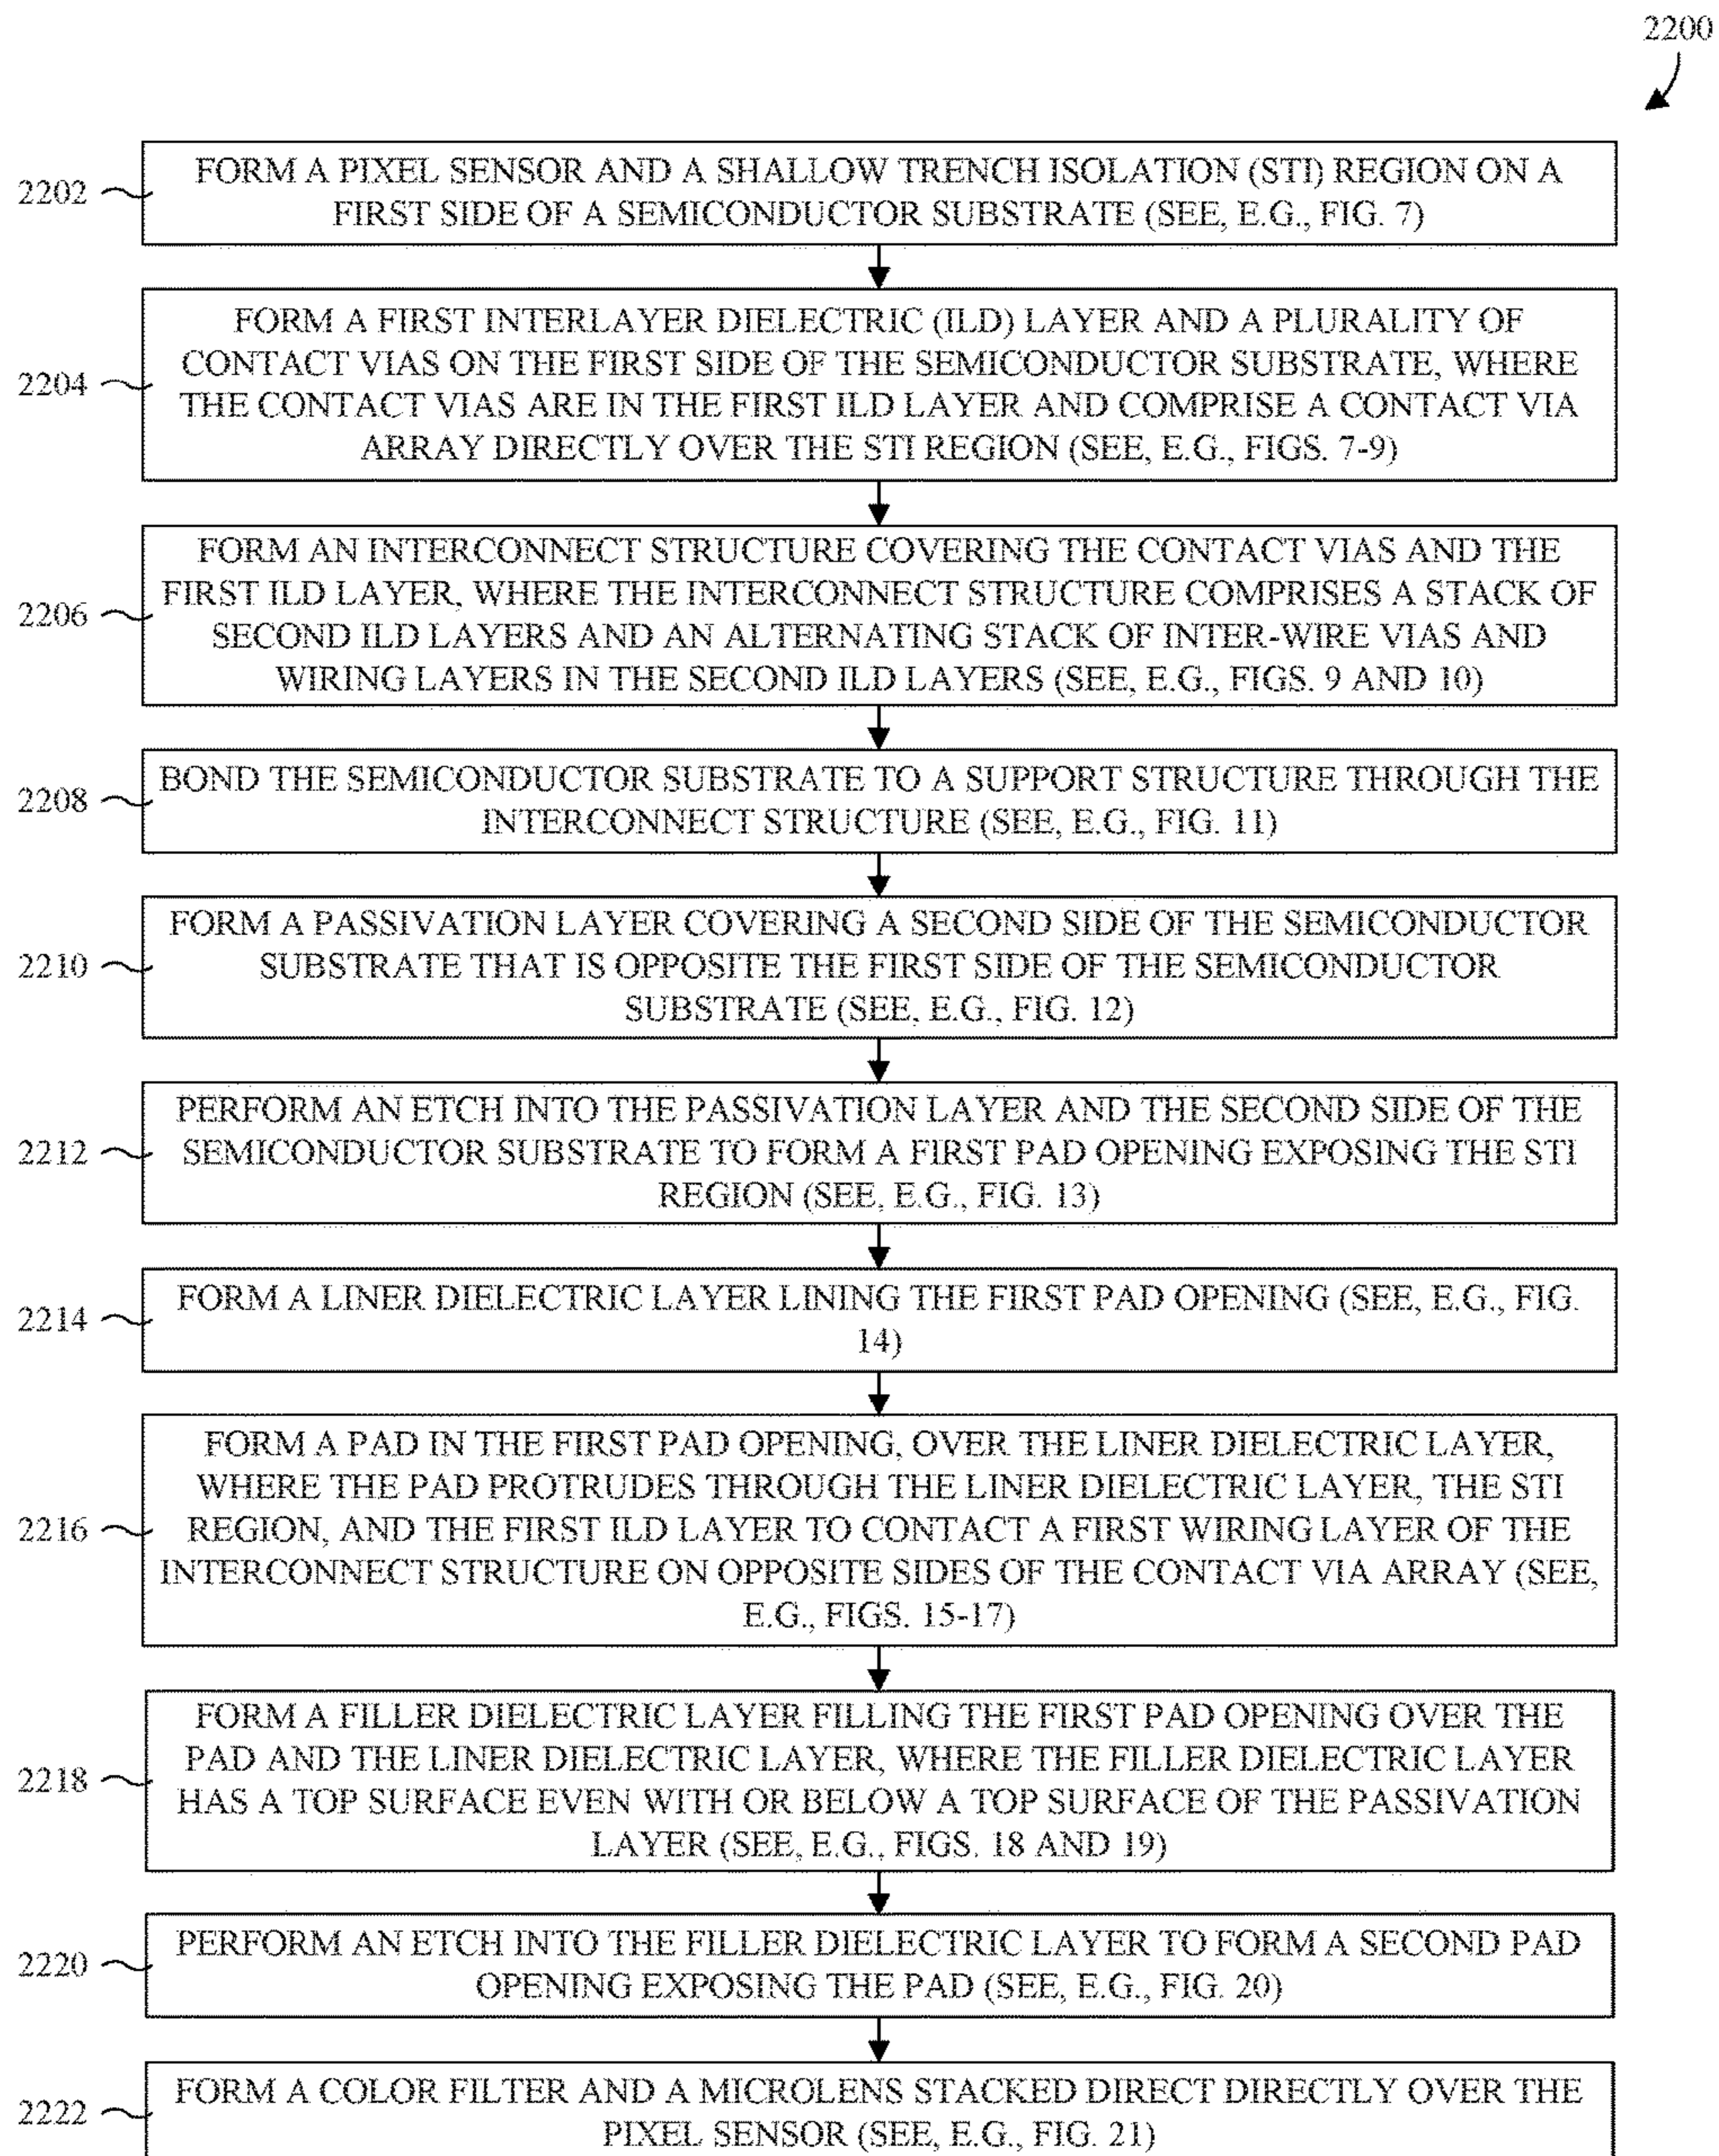 2200
2202
FORM A PIXEL SENSOR AND A SHALLOW TRENCH ISOLATION (STI) REGION ON A
FIRST SIDE OF A SEMICONDUCTOR SUBSTRATE (SEE, E.G., FIG. 7)
2204
FORM A FIRST INTERLAYER DIELECTRIC (ILD) LAYER AND A PLURALITY OF
CONTACT VIAS ON THE FIRST SIDE OF THE SEMICONDUCTOR SUBSTRATE, WHERE
THE CONTACT VIAS ARE IN THE FIRST ILD LAYER AND COMPRISE A CONTACT VIA
ARRAY DIRECTLY OVER THE STI REGION (SEE, E.G., FIGS. 7-9)
2206
FORM AN INTERCONNECT STRUCTURE COVERING THE CONTACT VIAS AND THE
FIRST ILD LAYER, WHERE THE INTERCONNECT STRUCTURE COMPRISES A STACK OF
SECOND ILD LAYERS AND AN ALTERNATING STACK OF INTER-WIRE VIAS AND
WIRING LAYERS IN THE SECOND ILD LAYERS (SEE, E.G., FIGS. 9 AND 10)
2208
BOND THE SEMICONDUCTOR SUBSTRATE TO A SUPPORT STRUCTURE THROUGH THE
INTERCONNECT STRUCTURE (SEE, E.G., FIG. 11)
2210
FORM A PASSIVATION LAYER COVERING A SECOND SIDE OF THE SEMICONDUCTOR
SUBSTRATE THAT IS OPPOSITE THE FIRST SIDE OF THE SEMICONDUCTOR
SUBSTRATE (SEE, E.G., FIG. 12)
2212
PERFORM AN ETCH INTO THE PASSIVATION LAYER AND THE SECOND SIDE OF THE
SEMICONDUCTOR SUBSTRATE TO FORM A FIRST PAD OPENING EXPOSING THE STI
REGION (SEE, E.G., FIG. 13)
2214
FORM A LINER DIELECTRIC LAYER LINING THE FIRST PAD OPENING (SEE, E.G., FIG.
14)
2216
FORM A PAD IN THE FIRST PAD OPENING, OVER THE LINER DIELECTRIC LAYER,
WHERE THE PAD PROTRUDES THROUGH THE LINER DIELECTRIC LAYER, THE STI
REGION, AND THE FIRST ILD LAYER TO CONTACT A FIRST WIRING LAYER OF THE
INTERCONNECT STRUCTURE ON OPPOSITE SIDES OF THE CONTACT VIA ARRAY (SEE,
E.G., FIGS. 15-17)
2218
FORM A FILLER DIELECTRIC LAYER FILLING THE FIRST PAD OPENING OVER THE
PAD AND THE LINER DIELECTRIC LAYER, WHERE THE FILLER DIELECTRIC LAYER
HAS A TOP SURFACE EVEN WITH OR BELOW A TOP SURFACE OF THE PASSIVATION
LAYER (SEE, E.G., FIGS. 18 AND 19)
2220
PERFORM AN ETCH INTO THE FILLER DIELECTRIC LAYER TO FORM A SECOND PAD
OPENING EXPOSING THE PAD (SEE, E.G., FIG. 20)
2222
FORM A COLOR FILTER AND A MICROLENS STACKED DIRECT DIRECTLY OVER THE
PIXEL SENSOR (SEE, E.G., FIG. 21)